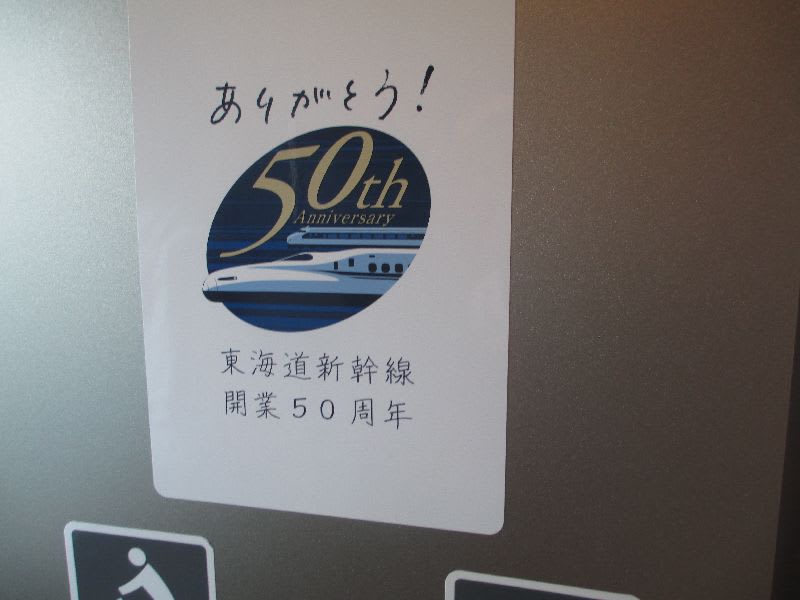 ありがとう!
50th
Anniversary
東海道新幹線
開業50周年